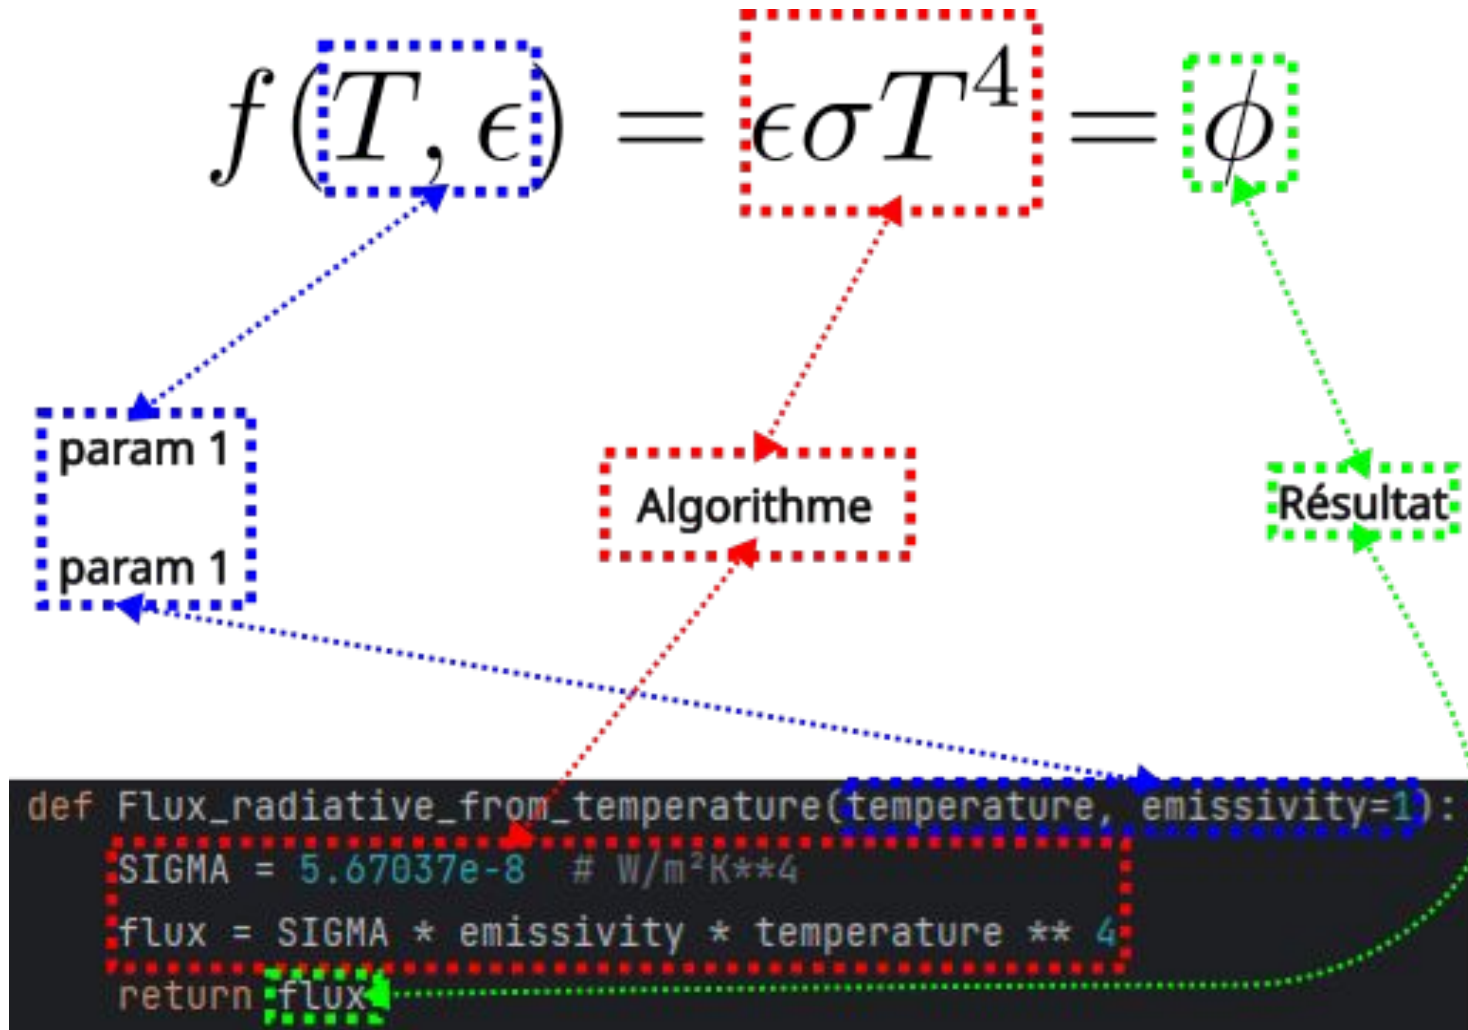 f(T, ϵ) = ϵσT⁴ = ϕ
param 1
Algorithme
Résultat
param 1
def Flux_radiative_from_temperature(temperature, emissivity=1):
SIGMA = 5.67037e-8 # W/m²K**4
flux = SIGMA * emissivity * temperature ** 4
return flux